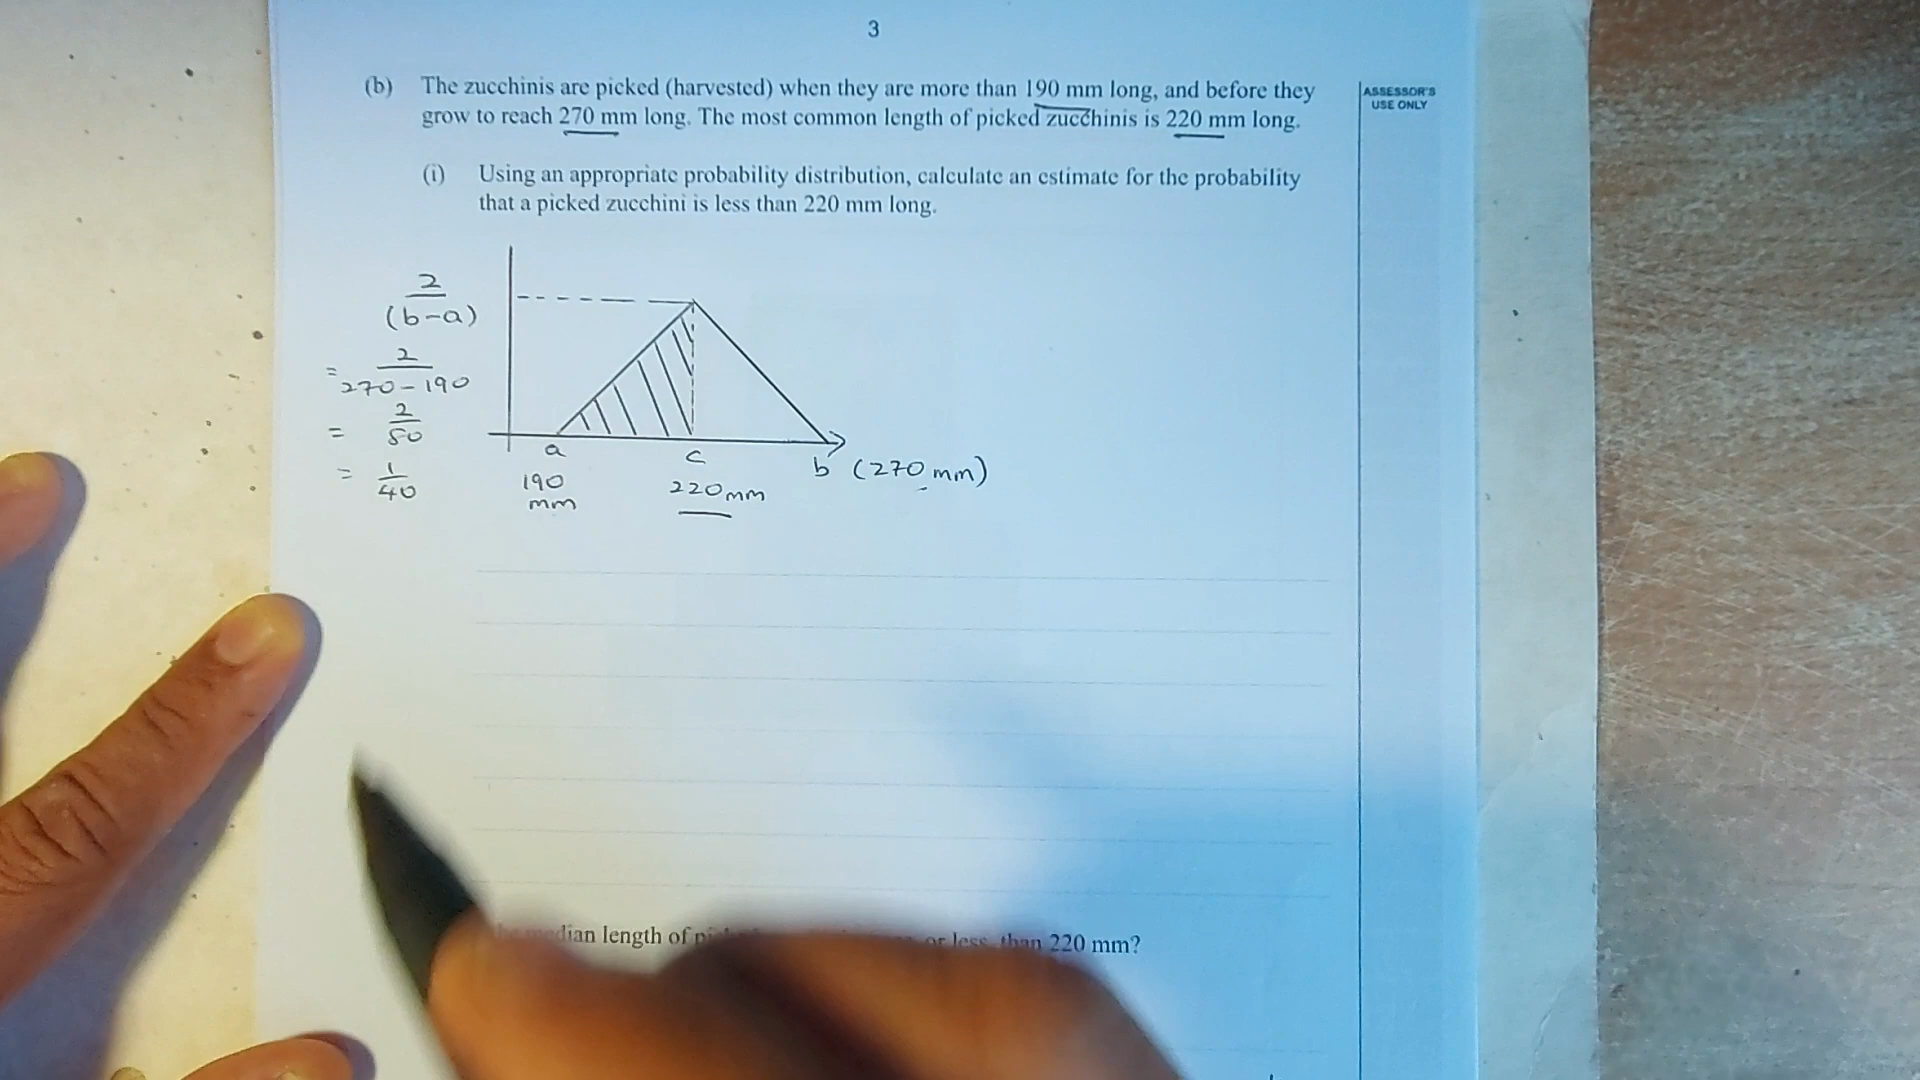 3
(b) The zucchinis are picked (harvested) when they are more than 190 mm long, and before they
grow to reach 270 mm long. The most common length of picked zucchinis is 220 mm long.
ASSESSOR'S
USE ONLY
(i) Using an appropriate probability distribution, calculate an estimate for the probability
that a picked zucchini is less than 220 mm long.
2
(b-a)
= 2
270-190
= 2
80
= 1
40
a c b (270 mm)
190 220mm
mm
median length of or less than 220 mm?